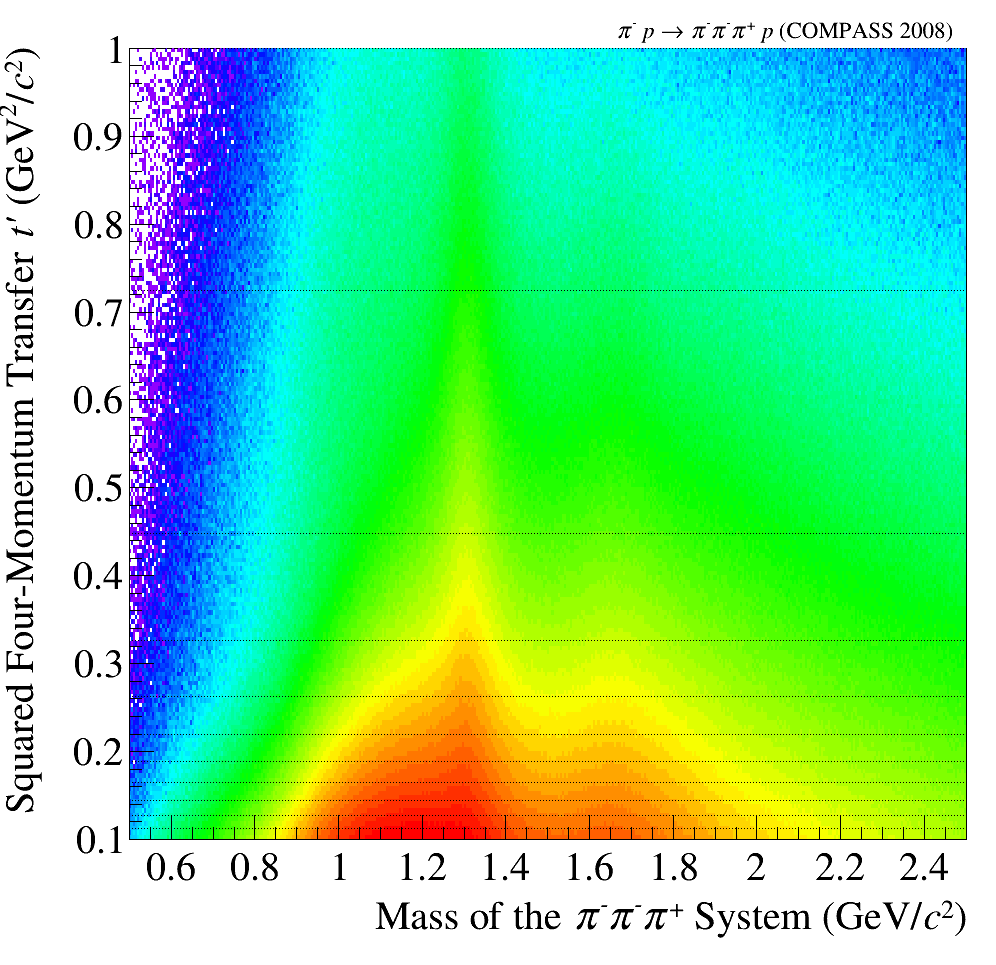 π⁻ p → π⁻π⁻π⁺ p (COMPASS 2008)
Squared Four-Momentum Transfer t′ (GeV²/c²)
1
0.9
0.8
0.7
0.6
0.5
0.4
0.3
0.2
0.1
0.6 0.8 1 1.2 1.4 1.6 1.8 2 2.2 2.4
Mass of the π⁻π⁻π⁺ System (GeV/c²)